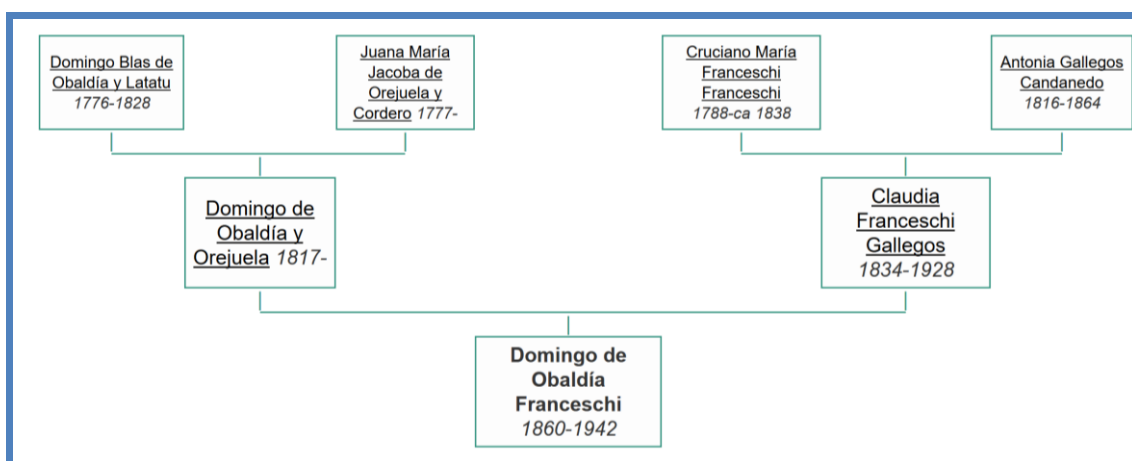 Domingo Blas de
Obaldía y Latatu
1776-1828
Juana María
Jacoba de
Orejuela y
Cordero 1777-
Cruciano María
Franceschi
Franceschi
1788-ca 1838
Antonia Gallegos
Candanedo
1816-1864
Domingo de
Obaldía y
Orejuela 1817-
Claudia
Franceschi
Gallegos
1834-1928
Domingo de
Obaldía
Franceschi
1860-1942